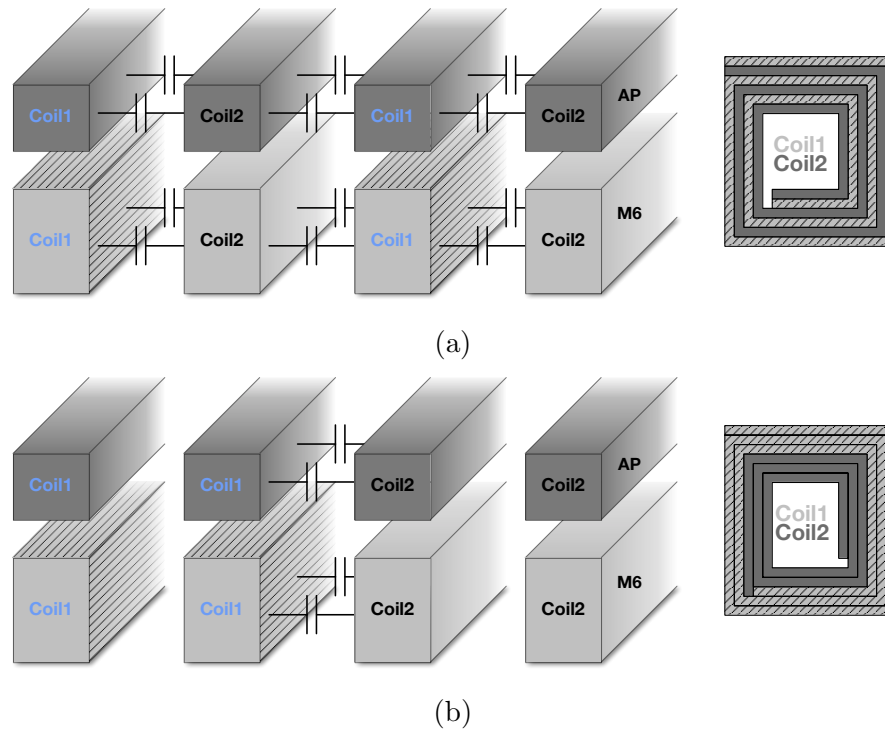 Coil1 Coil2 Coil1 Coil2 AP
Coil1 Coil2 Coil1 Coil2 M6
Coil1
Coil2
(a)
Coil1 Coil1 Coil2 Coil2 AP
Coil1 Coil1 Coil2 Coil2 M6
Coil1
Coil2
(b)